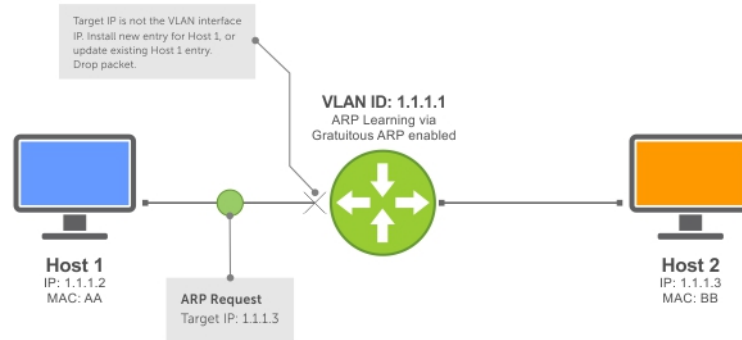 Target IP is not the VLAN interface
IP. Install new entry for Host 1, or
update existing Host 1 entry.
Drop packet.
VLAN ID: 1.1.1.1
ARP Learning via
Gratuitous ARP enabled
Host 1
IP: 1.1.1.2
MAC: AA
ARP Request
Target IP: 1.1.1.3
Host 2
IP: 1.1.1.3
MAC: BB